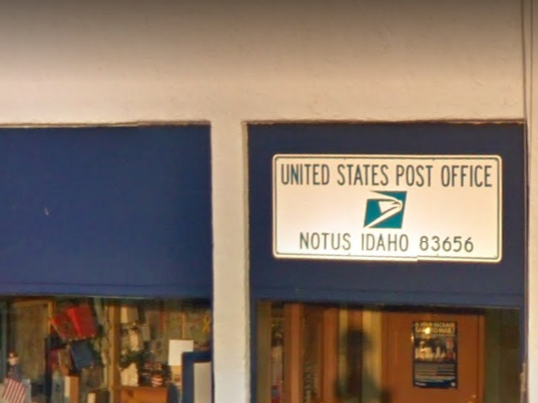 UNITED STATES POST OFFICE
NOTUS IDAHO 83656